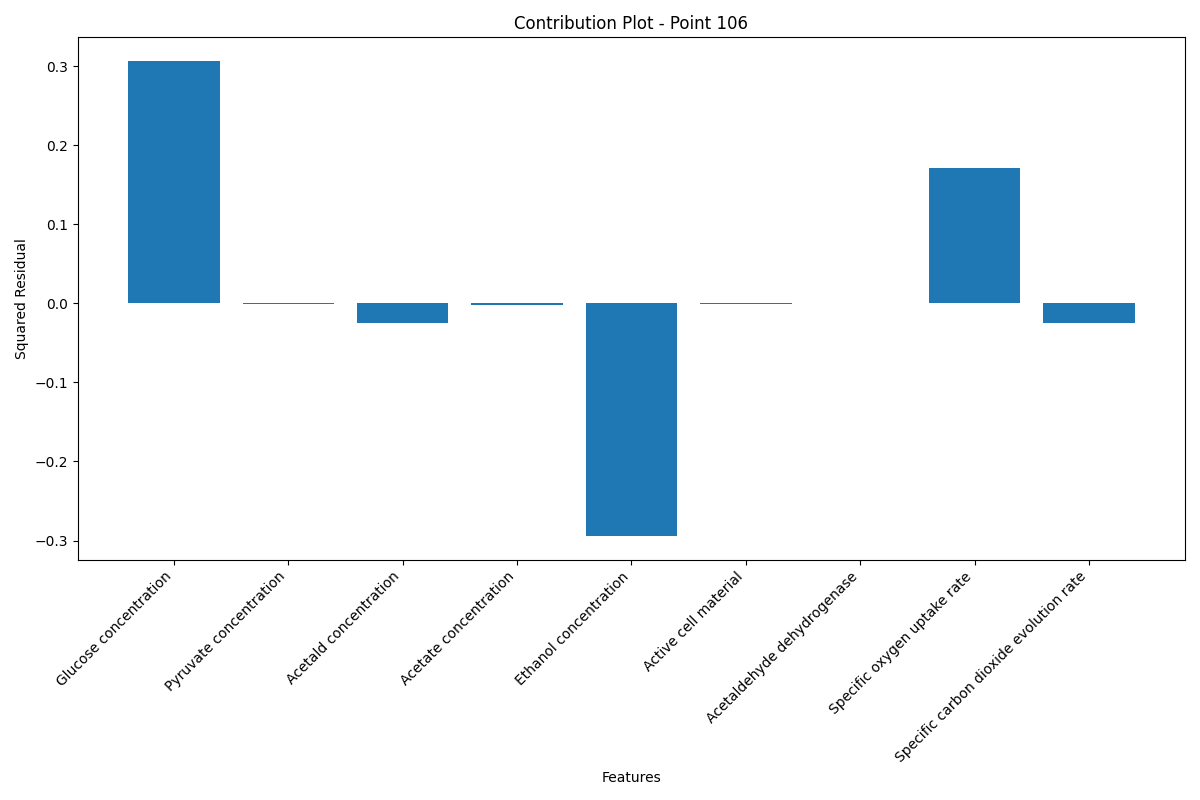 Contribution Plot - Point 106
0.3
0.2
0.1
0.0
−0.1
−0.2
−0.3
Squared Residual
Glucose concentration
Pyruvate concentration
Acetald concentration
Acetate concentration
Ethanol concentration
Active cell material
Acetaldehyde dehydrogenase
Specific oxygen uptake rate
Specific carbon dioxide evolution rate
Features